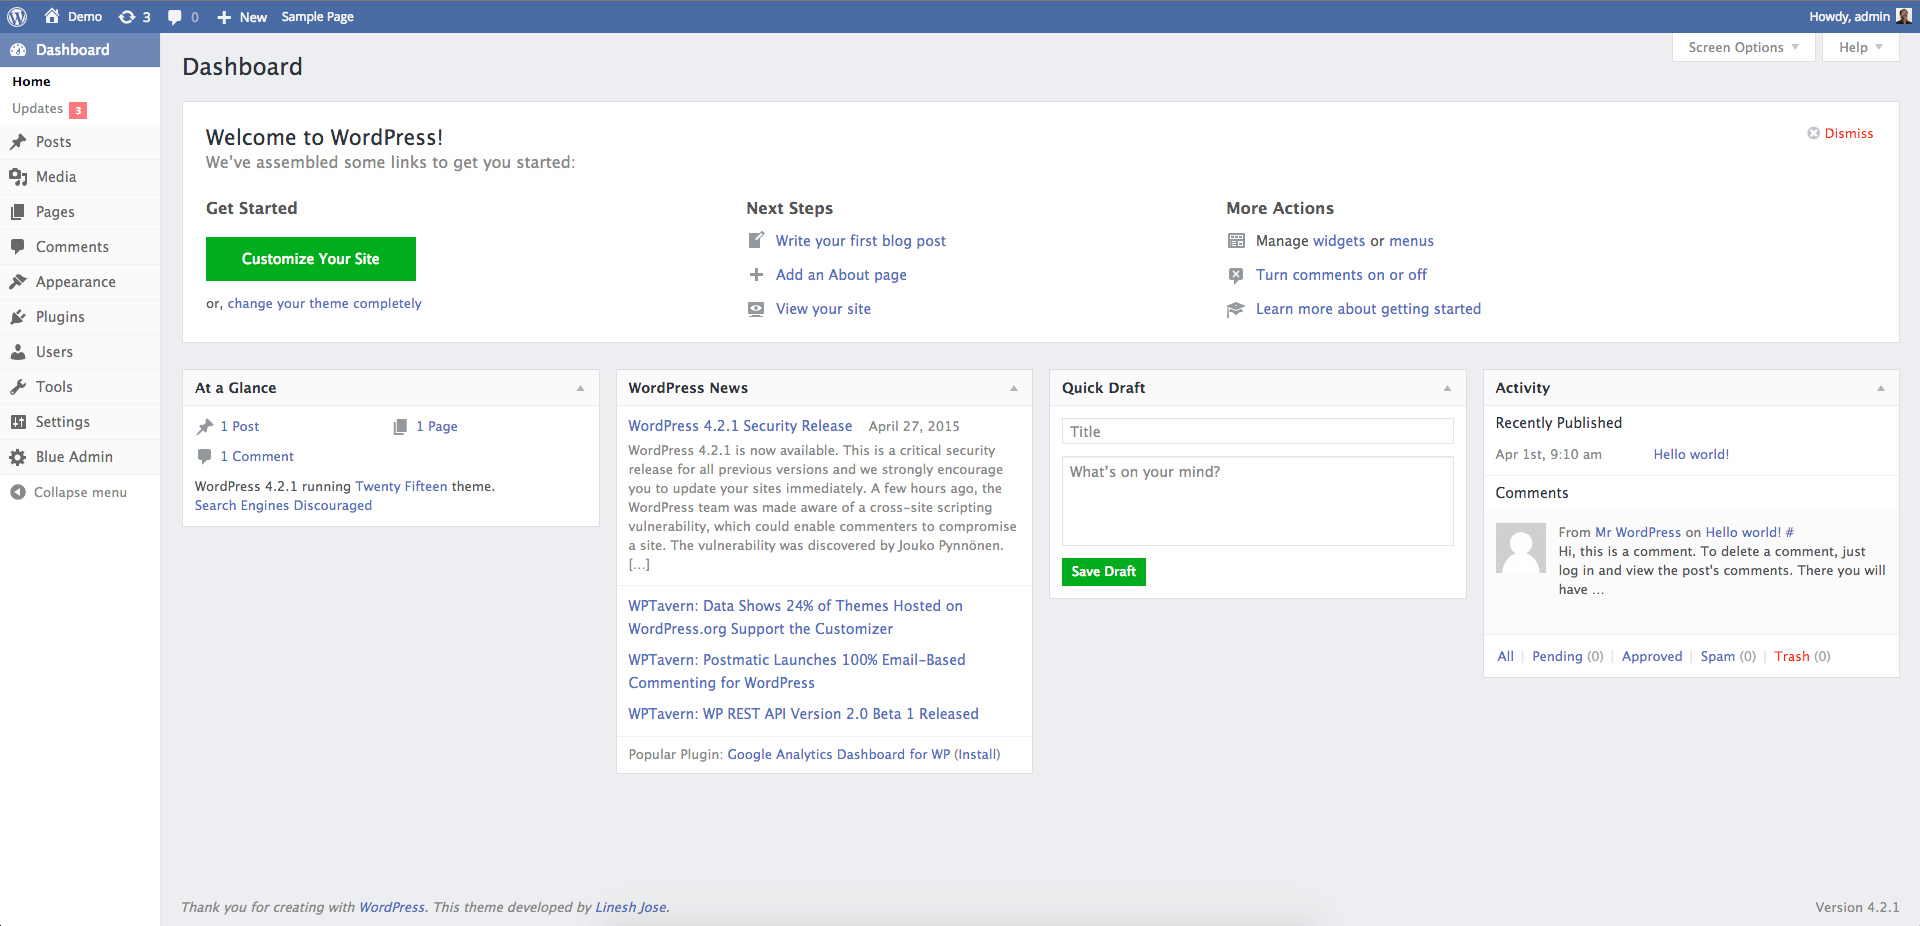 Demo 3 0 New Sample Page Howdy, admin
Dashboard
Home
Updates 3
Posts
Media
Pages
Comments
Appearance
Plugins
Users
Tools
Settings
Blue Admin
Collapse menu
Screen Options Help
Dashboard
Welcome to WordPress!
Dismiss
We've assembled some links to get you started:
Get Started
Customize Your Site
or, change your theme completely
Next Steps
Write your first blog post
Add an About page
View your site
More Actions
Manage widgets or menus
Turn comments on or off
Learn more about getting started
At a Glance
1 Post 1 Page
1 Comment
WordPress 4.2.1 running Twenty Fifteen theme.
Search Engines Discouraged
WordPress News
WordPress 4.2.1 Security Release April 27, 2015
WordPress 4.2.1 is now available. This is a critical security
release for all previous versions and we strongly encourage
you to update your sites immediately. A few hours ago, the
WordPress team was made aware of a cross-site scripting
vulnerability, which could enable commenters to compromise
a site. The vulnerability was discovered by Jouko Pynnönen.
[…]
WPTavern: Data Shows 24% of Themes Hosted on
WordPress.org Support the Customizer
WPTavern: Postmatic Launches 100% Email-Based
Commenting for WordPress
WPTavern: WP REST API Version 2.0 Beta 1 Released
Popular Plugin: Google Analytics Dashboard for WP (Install)
Quick Draft
Title
What's on your mind?
Save Draft
Activity
Recently Published
Apr 1st, 9:10 am Hello world!
Comments
From Mr WordPress on Hello world! #
Hi, this is a comment. To delete a comment, just
log in and view the post's comments. There you will
have …
All | Pending (0) | Approved | Spam (0) | Trash (0)
Thank you for creating with WordPress. This theme developed by Linesh Jose.
Version 4.2.1